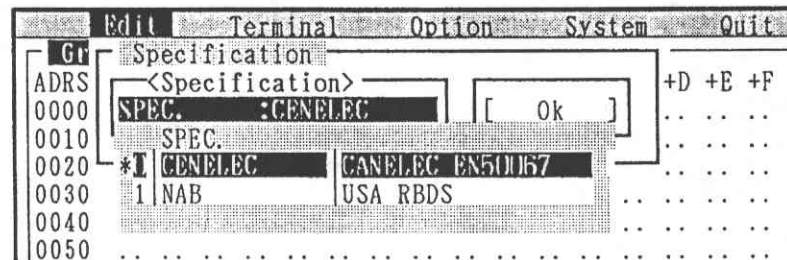 Edit Terminal Option System Quit
Gr Specification
ADRS <Specification> +D +E +F
0000 SPEC. :CENELEC [ Ok ] .. .. ..
0010 SPEC. .. .. ..
0020 *0 CENELEC CANELEC EN50067 .. .. ..
0030 1 NAB USA RBDS .. .. .. ..
0040 .. .. .. ..
0050 .. .. .. .. .. .. .. .. .. .. .. .. .. .. .. ..